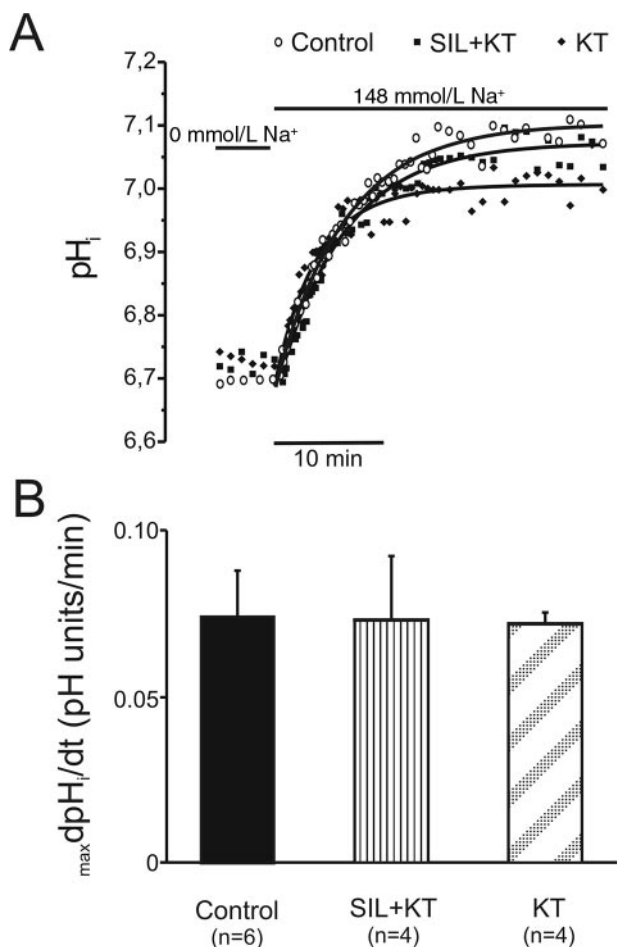 A
Control SIL+KT KT
148 mmol/L Na⁺
0 mmol/L Na⁺
7,2
7,1
7,0
6,9
6,8
6,7
6,6
pHᵢ
10 min
B
maxdpHᵢ/dt (pH units/min)
0.10
0.05
0
Control SIL+KT KT
(n=6) (n=4) (n=4)